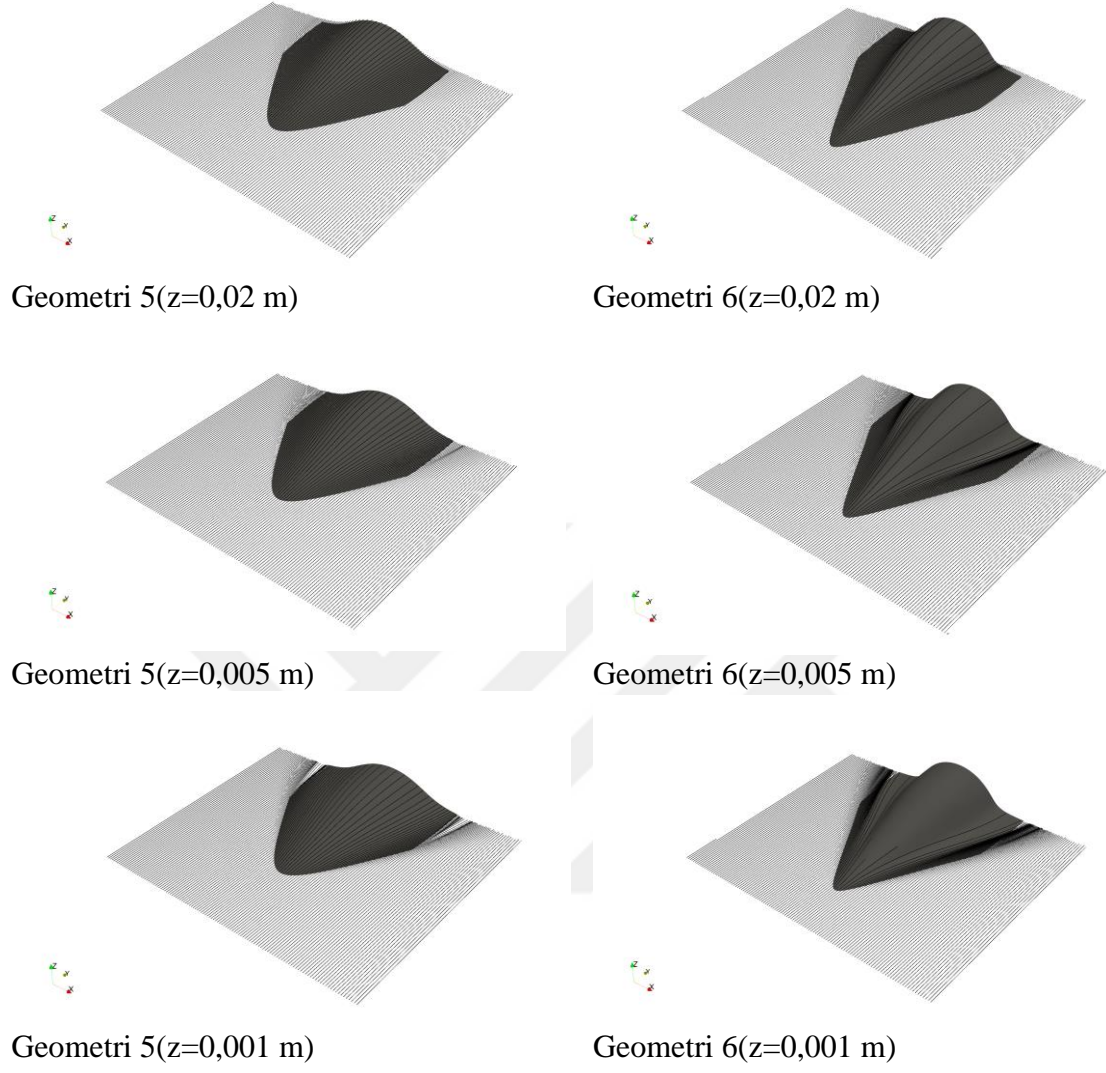 Geometri 5(z=0,02 m)
Geometri 6(z=0,02 m)
Geometri 5(z=0,005 m)
Geometri 6(z=0,005 m)
Geometri 5(z=0,001 m)
Geometri 6(z=0,001 m)